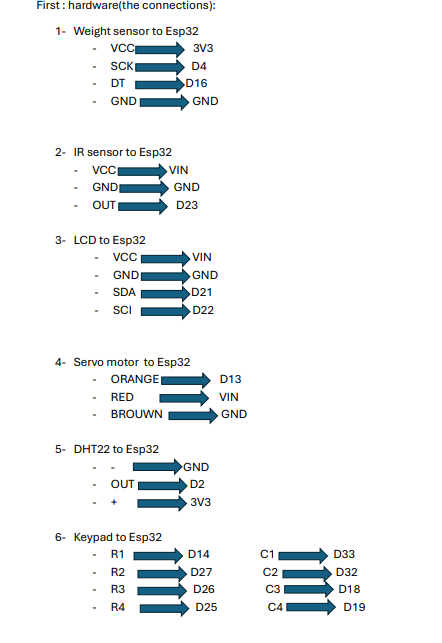 First : hardware(the connections):
1- Weight sensor to Esp32
- VCC 3V3
- SCK D4
- DT D16
- GND GND
2- IR sensor to Esp32
- VCC VIN
- GND GND
- OUT D23
3- LCD to Esp32
- VCC VIN
- GND GND
- SDA D21
- SCI D22
4- Servo motor to Esp32
- ORANGE D13
- RED VIN
- BROUWN GND
5- DHT22 to Esp32
- - GND
- OUT D2
- + 3V3
6- Keypad to Esp32
- R1 D14 C1 D33
- R2 D27 C2 D32
- R3 D26 C3 D18
- R4 D25 C4 D19